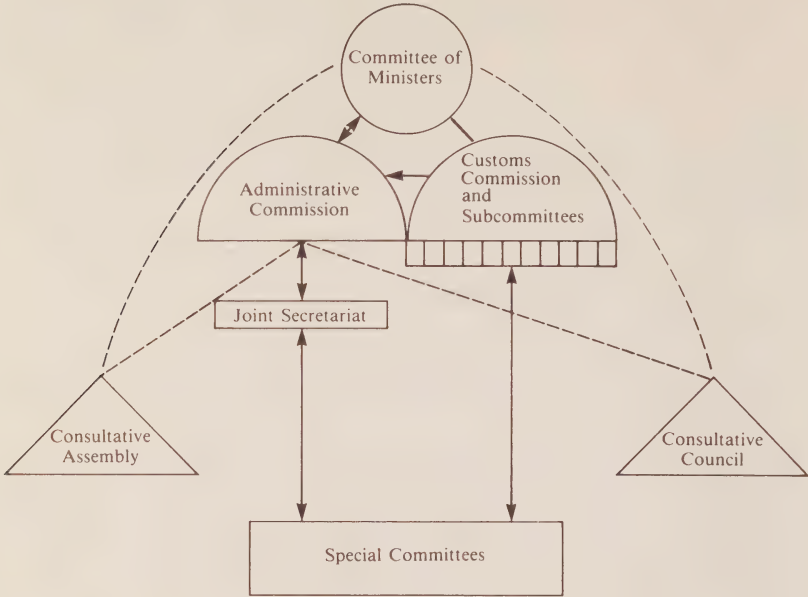 Committee of
Ministers
Administrative
Commission
Customs
Commission
and
Subcommittees
Joint Secretariat
Consultative
Assembly
Consultative
Council
Special Committees